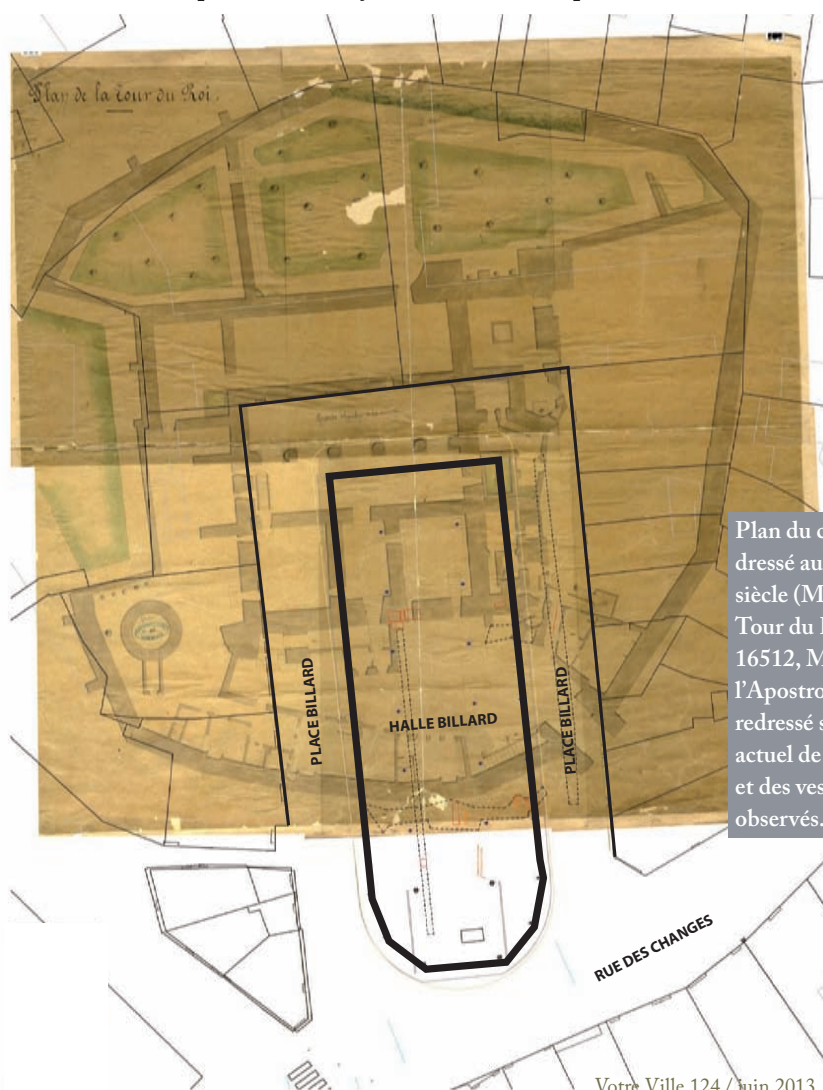 Plan de la Tour du Roi.
PLACE BILLARD
HALLE BILLARD
PLACE BILLARD
RUE DES CHANGES
Plan du
dressé au
siècle (M
Tour du
16512, M
l'Apostro
redressé s
actuel de
et des ves
observés.
Votre Ville 124 / Juin 2013